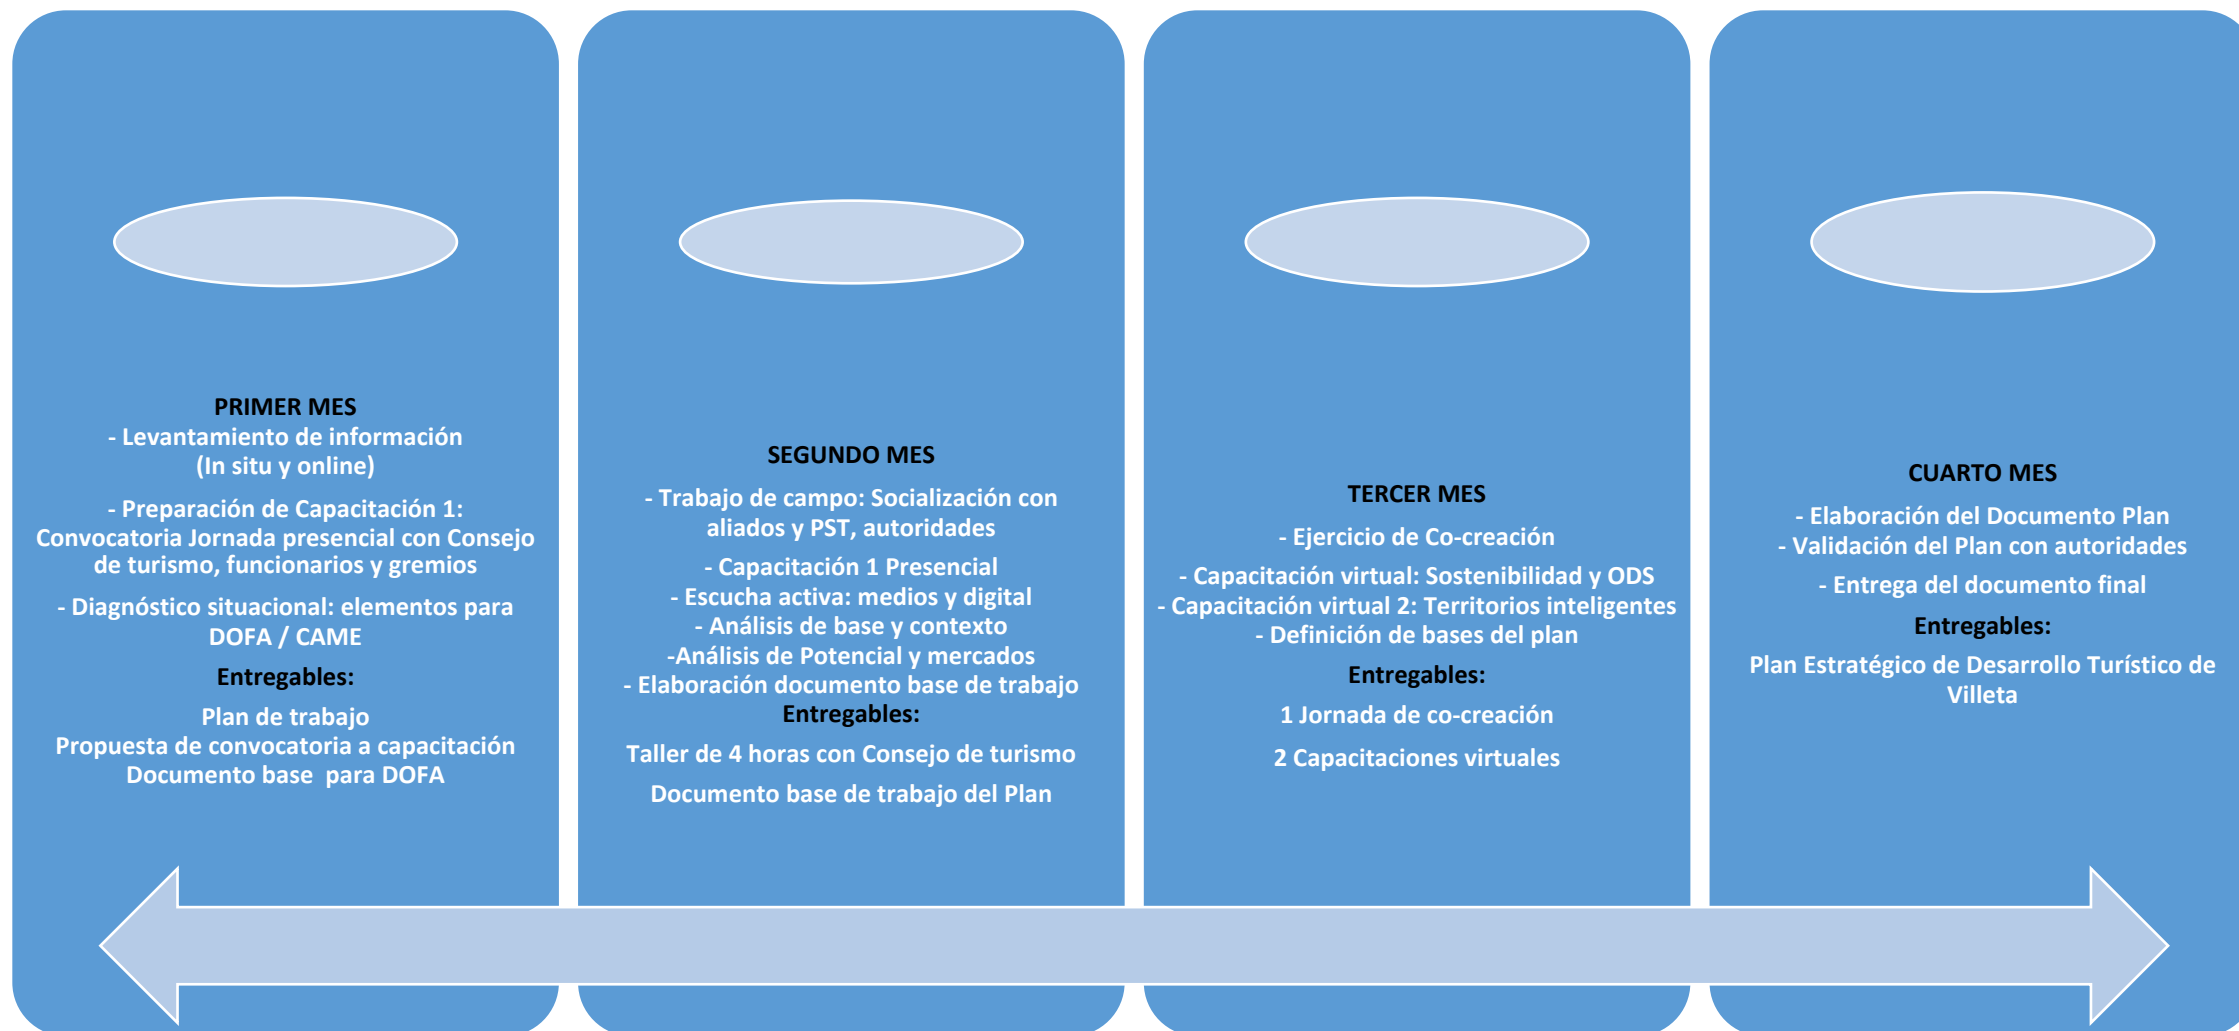 PRIMER MES
- Levantamiento de información
(In situ y online)
- Preparación de Capacitación 1:
Convocatoria Jornada presencial con Consejo
de turismo, funcionarios y gremios
- Diagnóstico situacional: elementos para
DOFA / CAME
Entregables:
Plan de trabajo
Propuesta de convocatoria a capacitación
Documento base  para DOFA
SEGUNDO MES
- Trabajo de campo: Socialización con
aliados y PST, autoridades
- Capacitación 1 Presencial
- Escucha activa: medios y digital
- Análisis de base y contexto
-Análisis de Potencial y mercados
- Elaboración documento base de trabajo
Entregables:
Taller de 4 horas con Consejo de turismo
Documento base de trabajo del Plan
TERCER MES
- Ejercicio de Co-creación
- Capacitación virtual: Sostenibilidad y ODS
- Capacitación virtual 2: Territorios inteligentes
- Definición de bases del plan
Entregables:
1 Jornada de co-creación
2 Capacitaciones virtuales
CUARTO MES
- Elaboración del Documento Plan
- Validación del Plan con autoridades
- Entrega del documento final
Entregables:
Plan Estratégico de Desarrollo Turístico de
Villeta